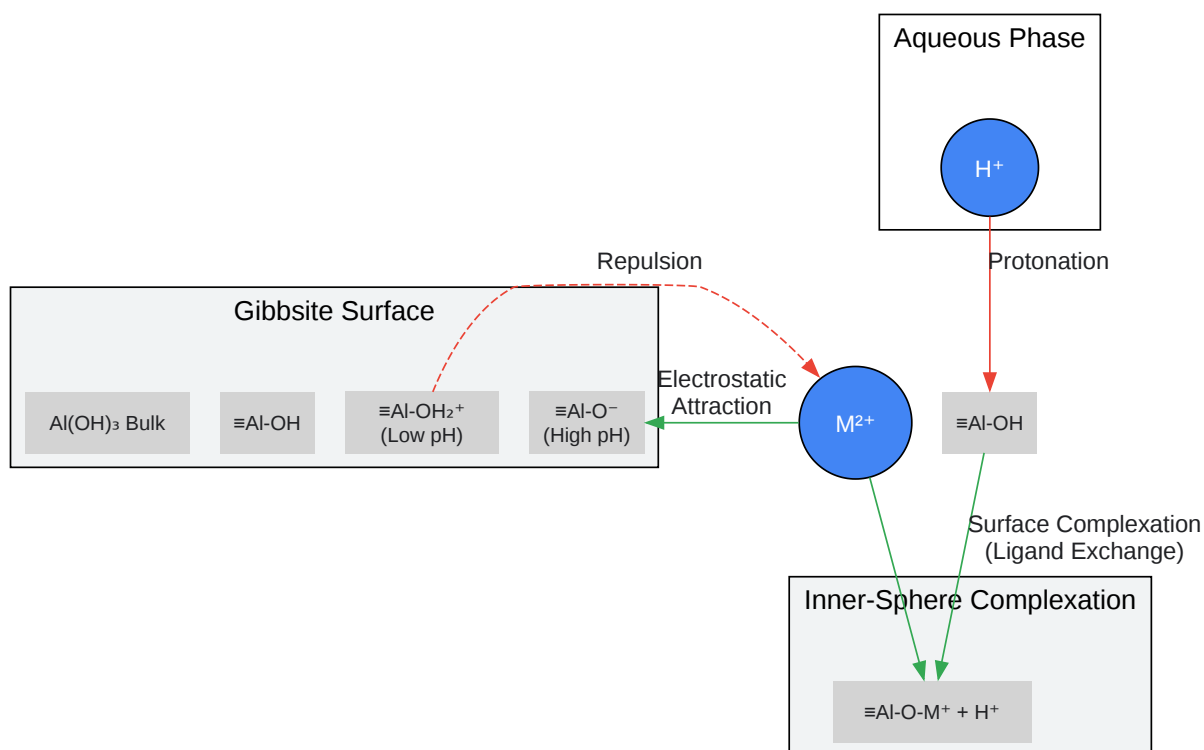 Aqueous Phase
H⁺
Repulsion
Protonation
Gibbsite Surface
Electrostatic
Attraction
Al(OH)₃ Bulk
≡Al-OH
≡Al-OH₂⁺
(Low pH)
≡Al-O⁻
(High pH)
M²⁺
≡Al-OH
Surface Complexation
(Ligand Exchange)
Inner-Sphere Complexation
≡Al-O-M⁺ + H⁺